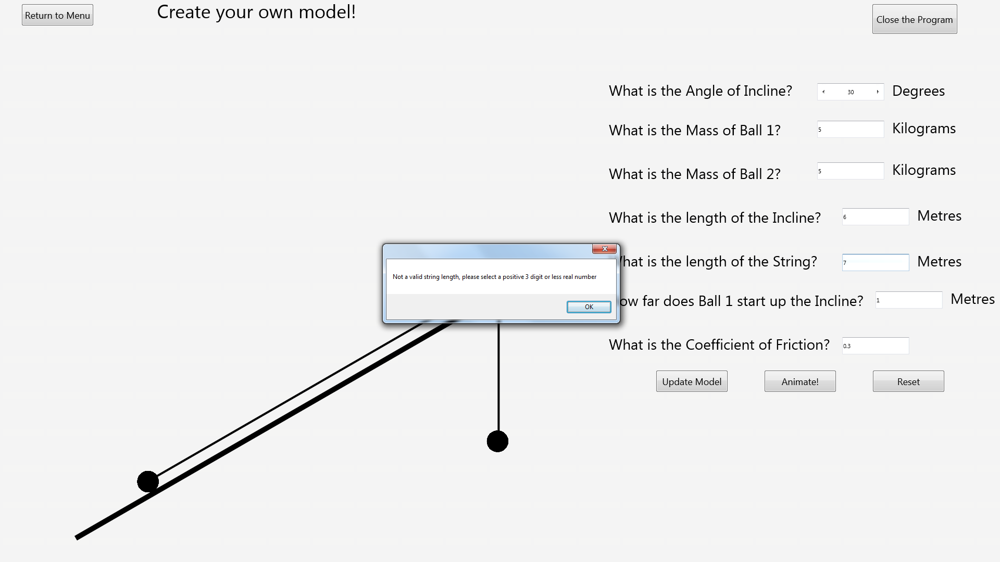 Return to Menu
Create your own model!
Close the Program
What is the Angle of Incline?
30
Degrees
What is the Mass of Ball 1?
5
Kilograms
What is the Mass of Ball 2?
5
Kilograms
What is the length of the Incline?
6
Metres
hat is the length of the String?
7
Metres
Not a valid string length, please select a positive 3 digit or less real number
OK
ow far does Ball 1 start up the Incline?
1
Metres
What is the Coefficient of Friction?
0.3
Update Model
Animate!
Reset